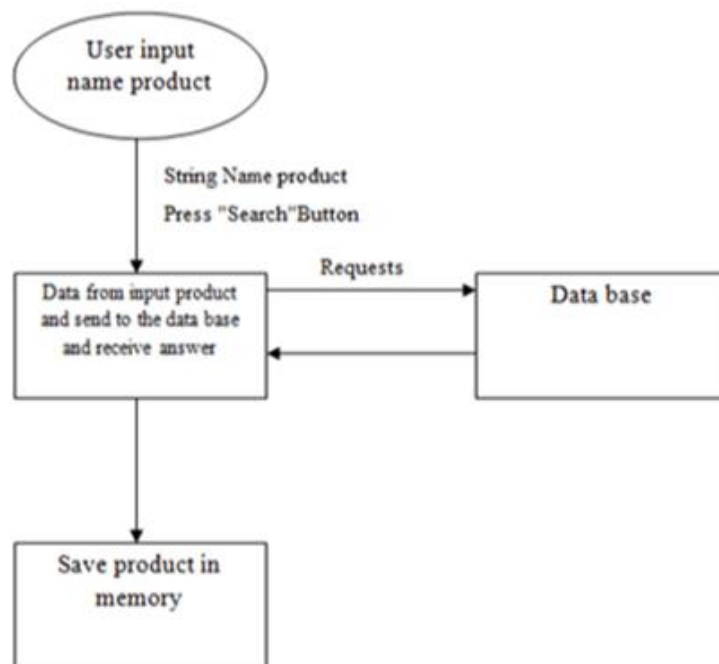 User input
name product
String Name product
Press "Search"Button
Requests
Data from input product
and send to the data base
and receive answer
Data base
Save product in
memory